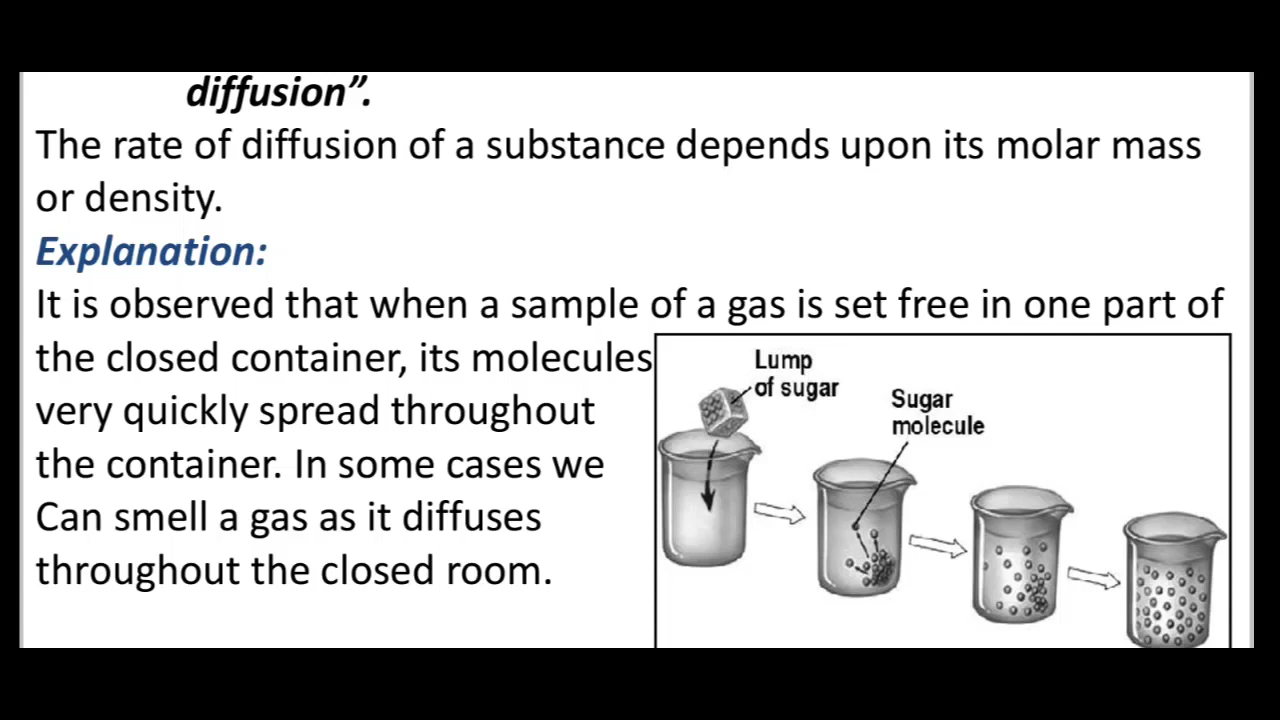 diffusion”.
The rate of diffusion of a substance depends upon its molar mass
or density.
Explanation:
It is observed that when a sample of a gas is set free in one part of
the closed container, its molecules
very quickly spread throughout
the container. In some cases we
Can smell a gas as it diffuses
throughout the closed room.
Lump
of sugar
Sugar
molecule